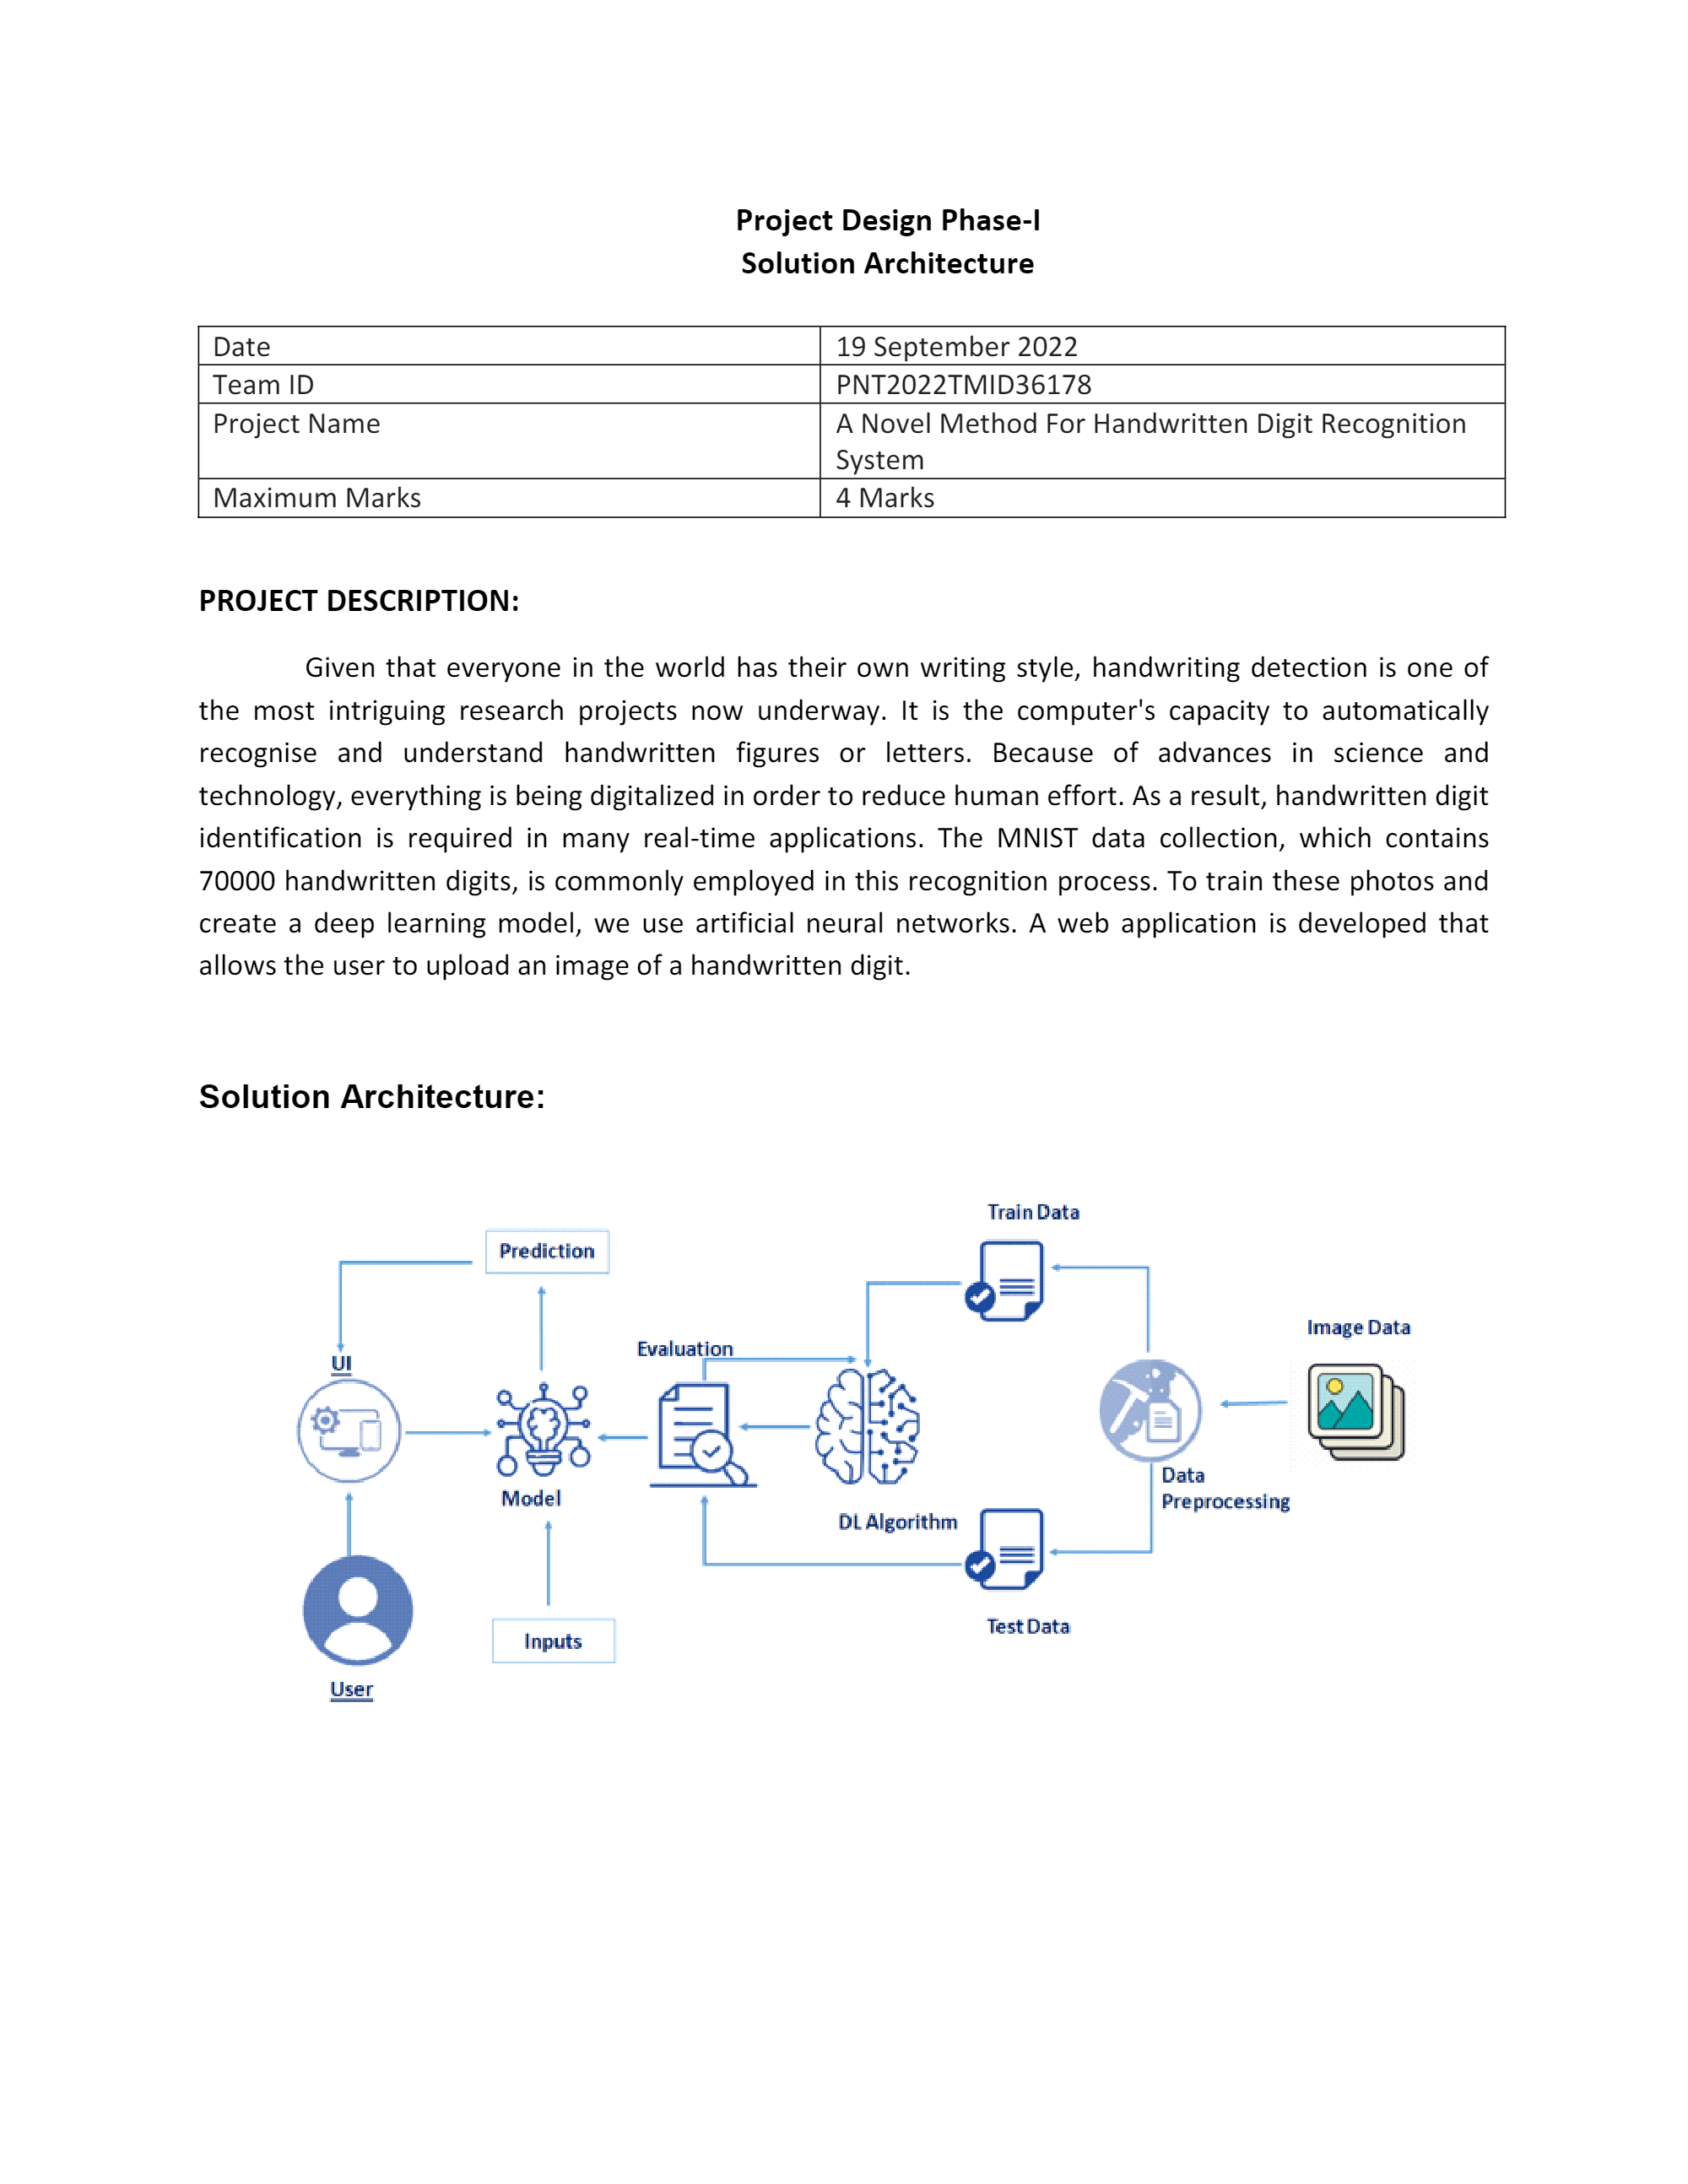 Project Design Phase-I
Solution Architecture
Date
19 September 2022
Team ID
PNT2022TMID36178
Project Name
A Novel Method For Handwritten Digit Recognition
System
Maximum Marks
4 Marks
PROJECT DESCRIPTION:
Given that everyone in the world has their own writing style, handwriting detection is one of
the most intriguing research projects now underway. It is the computer's capacity to automatically
recognise and understand handwritten figures or letters. Because of advances in science and
technology, everything is being digitalized in order to reduce human effort. As a result, handwritten digit
identification is required in many real-time applications. The MNIST data collection, which contains
70000 handwritten digits, is commonly employed in this recognition process. To train these photos and
create a deep learning model, we use artificial neural networks. A web application is developed that
allows the user to upload an image of a handwritten digit.
Solution Architecture:
Train Data
Prediction
Image Data
Evaluation
UI
Data
Preprocessing
Model
DL Algorithm
Test Data
Inputs
User